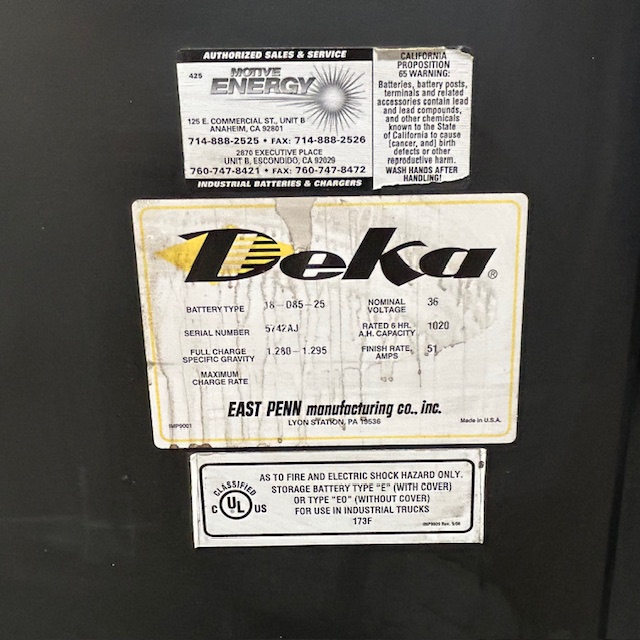 AUTHORIZED SALES & SERVICE
425
MOTIVE
ENERGY
125 E. COMMERCIAL ST., UNIT B
ANAHEIM, CA 92801
714-888-2525 • FAX: 714-888-2526
2870 EXECUTIVE PLACE
UNIT B, ESCONDIDO, CA 92029
760-747-8421 • FAX: 760-747-8472
INDUSTRIAL BATTERIES & CHARGERS
CALIFORNIA
PROPOSITION
65 WARNING:
Batteries, battery posts,
terminals and related
accessories contain lead
and lead compounds,
and other chemicals
known to the State
of California to cause
[cancer, and] birth
defects or other
reproductive harm.
WASH HANDS AFTER
HANDLING!
Deka®
BATTERY TYPE 18-D85-25
NOMINAL
VOLTAGE 36
SERIAL NUMBER 5742AJ
RATED 6 HR.
A.H. CAPACITY 1020
FULL CHARGE
SPECIFIC GRAVITY 1.280-1.295
FINISH RATE,
AMPS 51
MAXIMUM
CHARGE RATE
EAST PENN manufacturing co., inc.
LYON STATION, PA 19536
IMP9001
Made in U.S.A.
CLASSIFIED
C UL US
AS TO FIRE AND ELECTRIC SHOCK HAZARD ONLY.
STORAGE BATTERY TYPE "E" (WITH COVER)
OR TYPE "EO" (WITHOUT COVER)
FOR USE IN INDUSTRIAL TRUCKS
173F